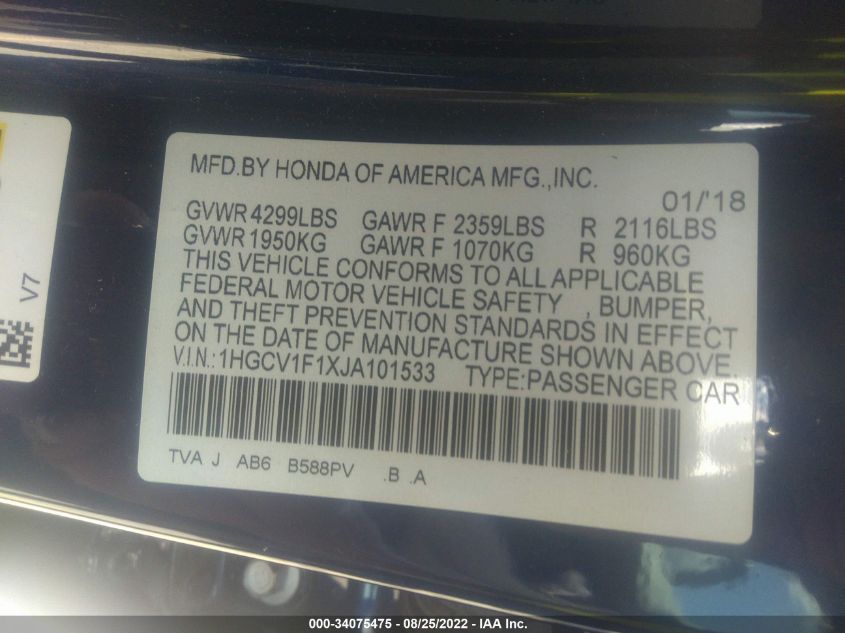 MFD.BY HONDA OF AMERICA MFG.,INC.
01/'18
GVWR 4299LBS GAWR F 2359LBS R 2116LBS
GVWR 1950KG GAWR F 1070KG R 960KG
THIS VEHICLE CONFORMS TO ALL APPLICABLE
FEDERAL MOTOR VEHICLE SAFETY , BUMPER,
AND THEFT PREVENTION STANDARDS IN EFFECT
ON THE DATE OF MANUFACTURE SHOWN ABOVE.
V.I.N.:1HGCV1F1XJA101533 TYPE:PASSENGER CAR
TVA J AB6 B588PV .B .A
V7
000-34075475 - 08/25/2022 - IAA Inc.